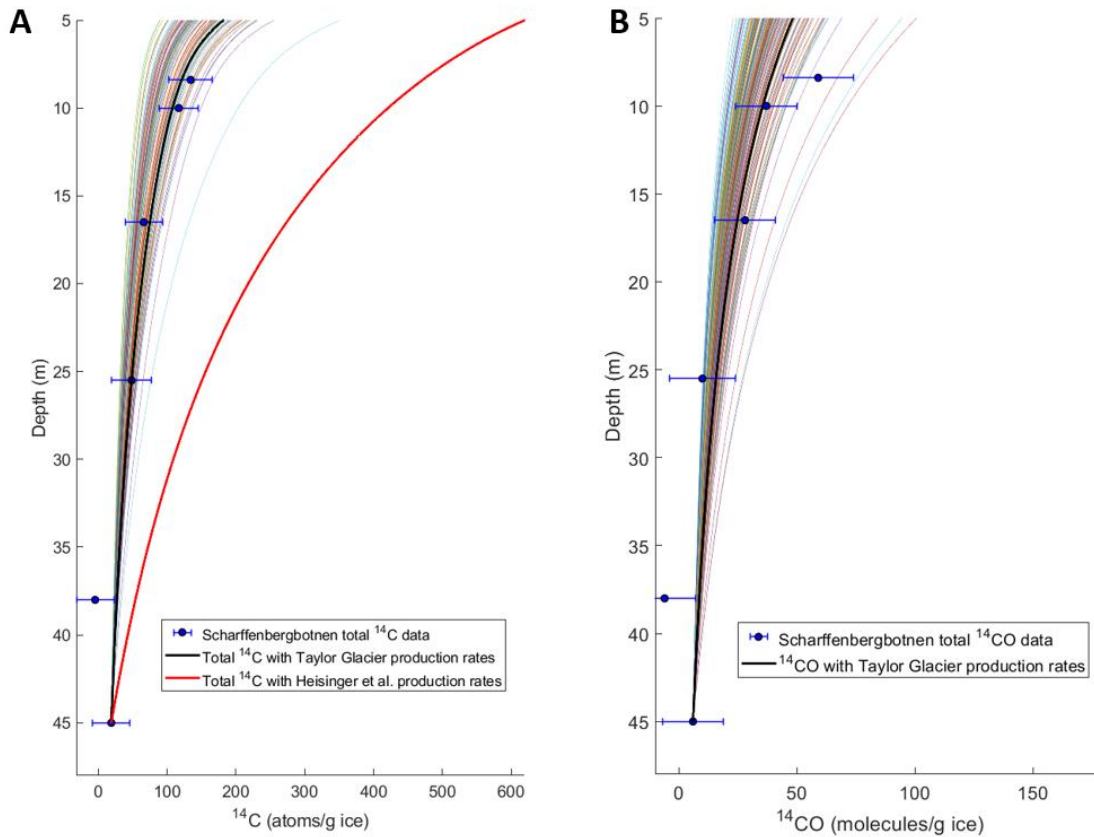 A
5
10
15
20
25
30
35
40
45
Depth (m)
0 100 200 300 400 500 600
¹⁴C (atoms/g ice)
Scharffenbergbotnen total ¹⁴C data
Total ¹⁴C with Taylor Glacier production rates
Total ¹⁴C with Heisinger et al. production rates
B
5
10
15
20
25
30
35
40
45
Depth (m)
0 50 100 150
¹⁴CO (molecules/g ice)
Scharffenbergbotnen total ¹⁴CO data
¹⁴CO with Taylor Glacier production rates